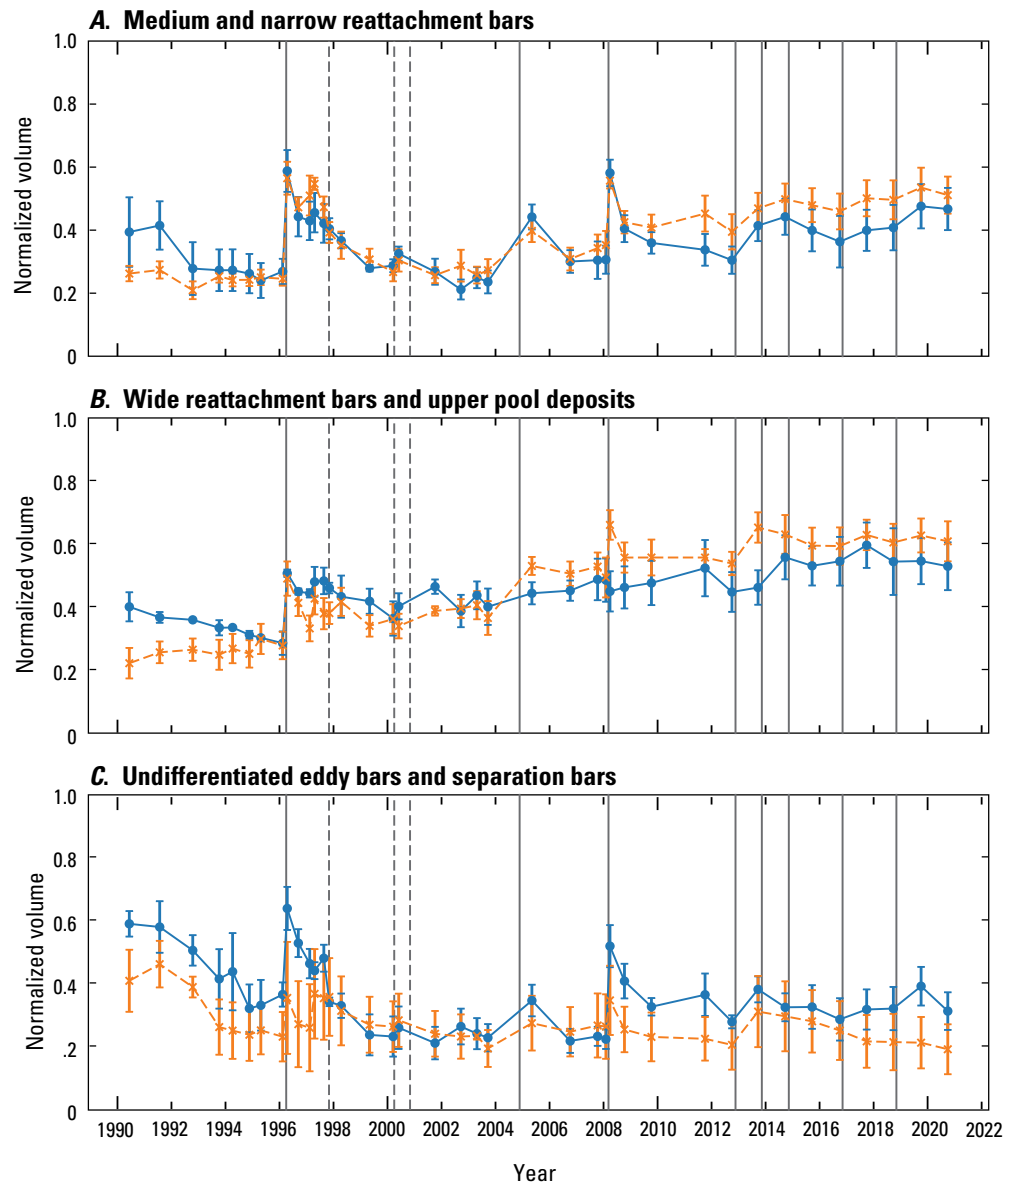 A. Medium and narrow reattachment bars
1.0
0.8
0.6
0.4
0.2
0
Normalized volume
B. Wide reattachment bars and upper pool deposits
1.0
0.8
0.6
0.4
0.2
0
Normalized volume
C. Undifferentiated eddy bars and separation bars
1.0
0.8
0.6
0.4
.2
0
Normalized volume
1990 1992 1994 1996 1998 2000 2002 2004 2006 2008 2010 2012 2014 2016 2018 2020 2022
Year